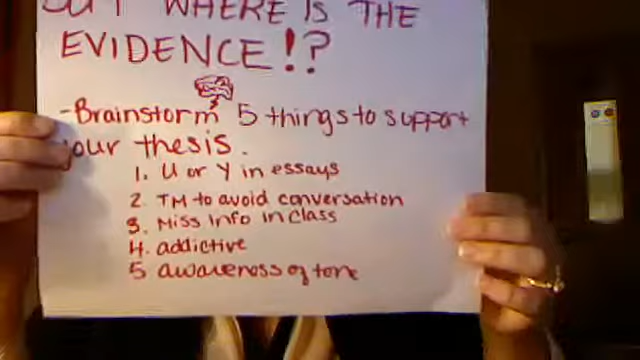 BUT WHERE IS THE
EVIDENCE!?
-Brainstorm 5 things to support
your thesis.
1. U or Y in essays
2. TM to avoid conversation
3. Miss Info in class
4. addictive
5 awareness of tone